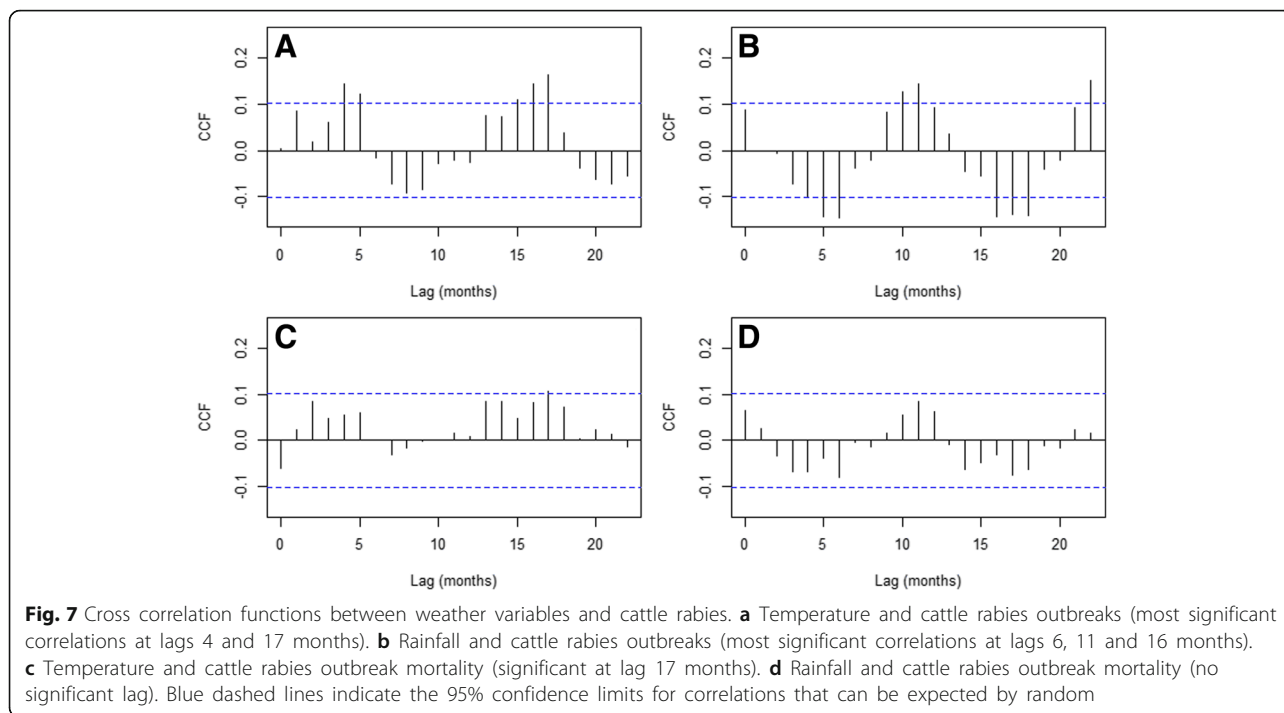 A
CCF
0.2
0.1
0.0
-0.1
0 5 10 15 20
Lag (months)
B
CCF
0.2
0.1
0.0
-0.1
0 5 10 15 20
Lag (months)
C
CCF
0.2
0.1
0.0
-0.1
0 5 10 15 20
Lag (months)
D
CCF
0.2
0.1
0.0
-0.1
0 5 10 15 20
Lag (months)
Fig. 7 Cross correlation functions between weather variables and cattle rabies. a Temperature and cattle rabies outbreaks (most significant
correlations at lags 4 and 17 months). b Rainfall and cattle rabies outbreaks (most significant correlations at lags 6, 11 and 16 months).
c Temperature and cattle rabies outbreak mortality (significant at lag 17 months). d Rainfall and cattle rabies outbreak mortality (no
significant lag). Blue dashed lines indicate the 95% confidence limits for correlations that can be expected by random